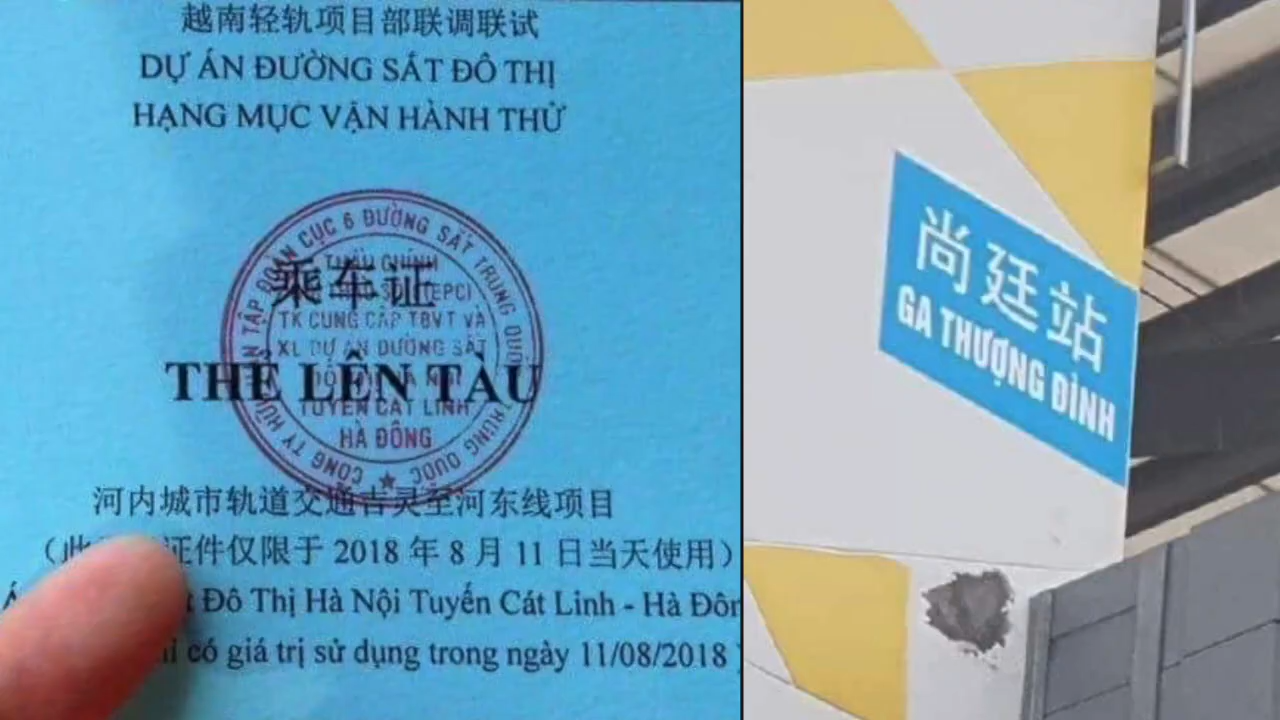 越南轻轨项目部联调联试
DỰ ÁN ĐƯỜNG SẮT ĐÔ THỊ
HẠNG MỤC VẬN HÀNH THỬ
CÔNG TY HỮU HẠN TẬP ĐOÀN CỤC 6 ĐƯỜNG SẮT TRUNG QUỐC
TRUNG QUỐC
THẦU CHÍNH
乘车证
TK CUNG CẤP TBVT VÀ
XL DỰ ÁN ĐƯỜNG SẮT
THẺ LÊN TÀU
TUYẾN CÁT LINH
HÀ ĐÔNG
河内城市轨道交通吉灵至河东线项目
（此 证件仅限于 2018 年 8 月 11 日当天使用）
Đô Thị Hà Nội Tuyến Cát Linh - Hà Đôn
có giá trị sử dụng trong ngày 11/08/2018
尚廷站
GA THƯỢNG ĐÌNH